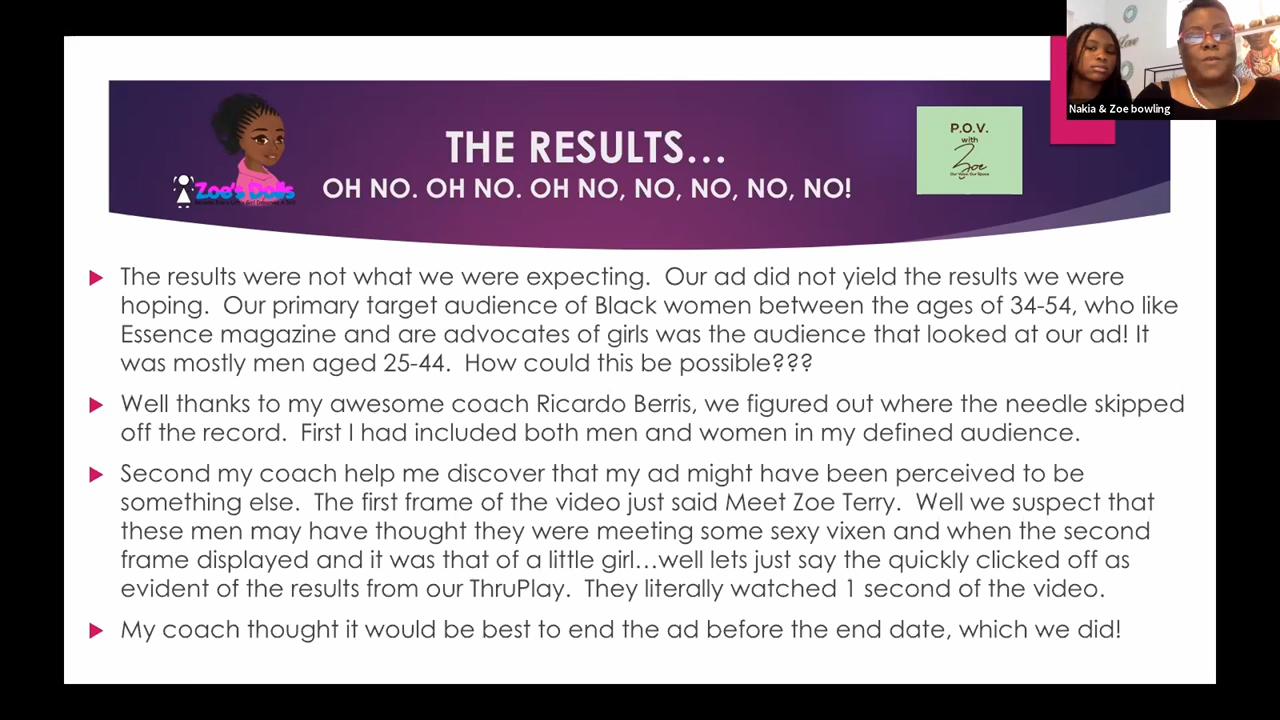 Nakia & Zoe bowling
THE RESULTS...
OH NO. OH NO. OH NO, NO, NO, NO, NO!
Zoe's Dolls
P.O.V.
with
Zoe
Our Voice. Our Space
The results were not what we were expecting. Our ad did not yield the results we were
hoping. Our primary target audience of Black women between the ages of 34-54, who like
Essence magazine and are advocates of girls was the audience that looked at our ad! It
was mostly men aged 25-44. How could this be possible???
Well thanks to my awesome coach Ricardo Berris, we figured out where the needle skipped
off the record. First I had included both men and women in my defined audience.
Second my coach help me discover that my ad might have been perceived to be
something else. The first frame of the video just said Meet Zoe Terry. Well we suspect that
these men may have thought they were meeting some sexy vixen and when the second
frame displayed and it was that of a little girl...well lets just say the quickly clicked off as
evident of the results from our ThruPlay. They literally watched 1 second of the video.
My coach thought it would be best to end the ad before the end date, which we did!